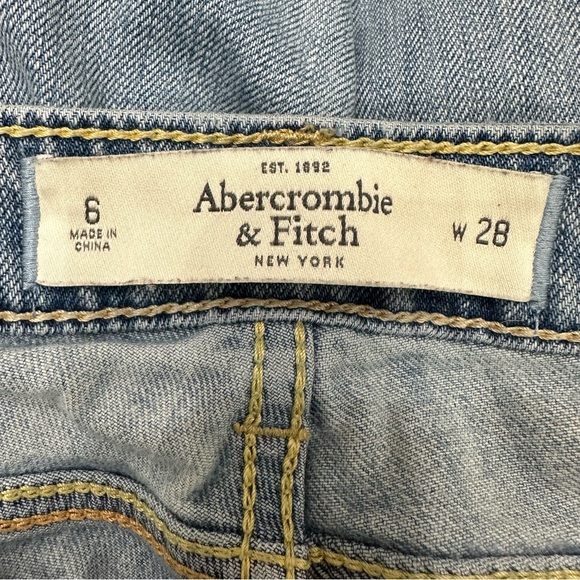 EST. 1892
Abercrombie
& Fitch
NEW YORK
6
MADE IN
CHINA
W 28